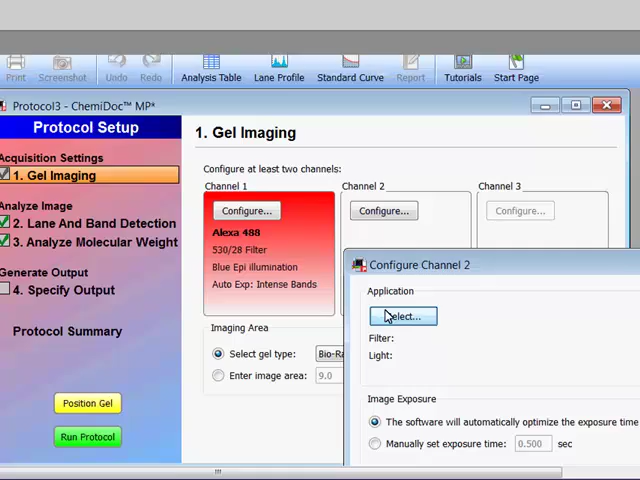 Print Screenshot Undo Redo Analysis Table Lane Profile Standard Curve Report Tutorials Start Page
Protocol3 - ChemiDoc™ MP*
Protocol Setup
Acquisition Settings
1. Gel Imaging
Analyze Image
2. Lane And Band Detection
3. Analyze Molecular Weight
Generate Output
4. Specify Output
Protocol Summary
Position Gel
Run Protocol
1. Gel Imaging
Configure at least two channels:
Channel 1
Configure...
Alexa 488
530/28 Filter
Blue Epi illumination
Auto Exp: Intense Bands
Channel 2
Configure...
Channel 3
Configure...
Imaging Area
Select gel type:
Enter image area: 9.0
Configure Channel 2
Application
Filter:
Light:
Image Exposure
The software will automatically optimize the exposure time
Manually set exposure time: 0.500 sec